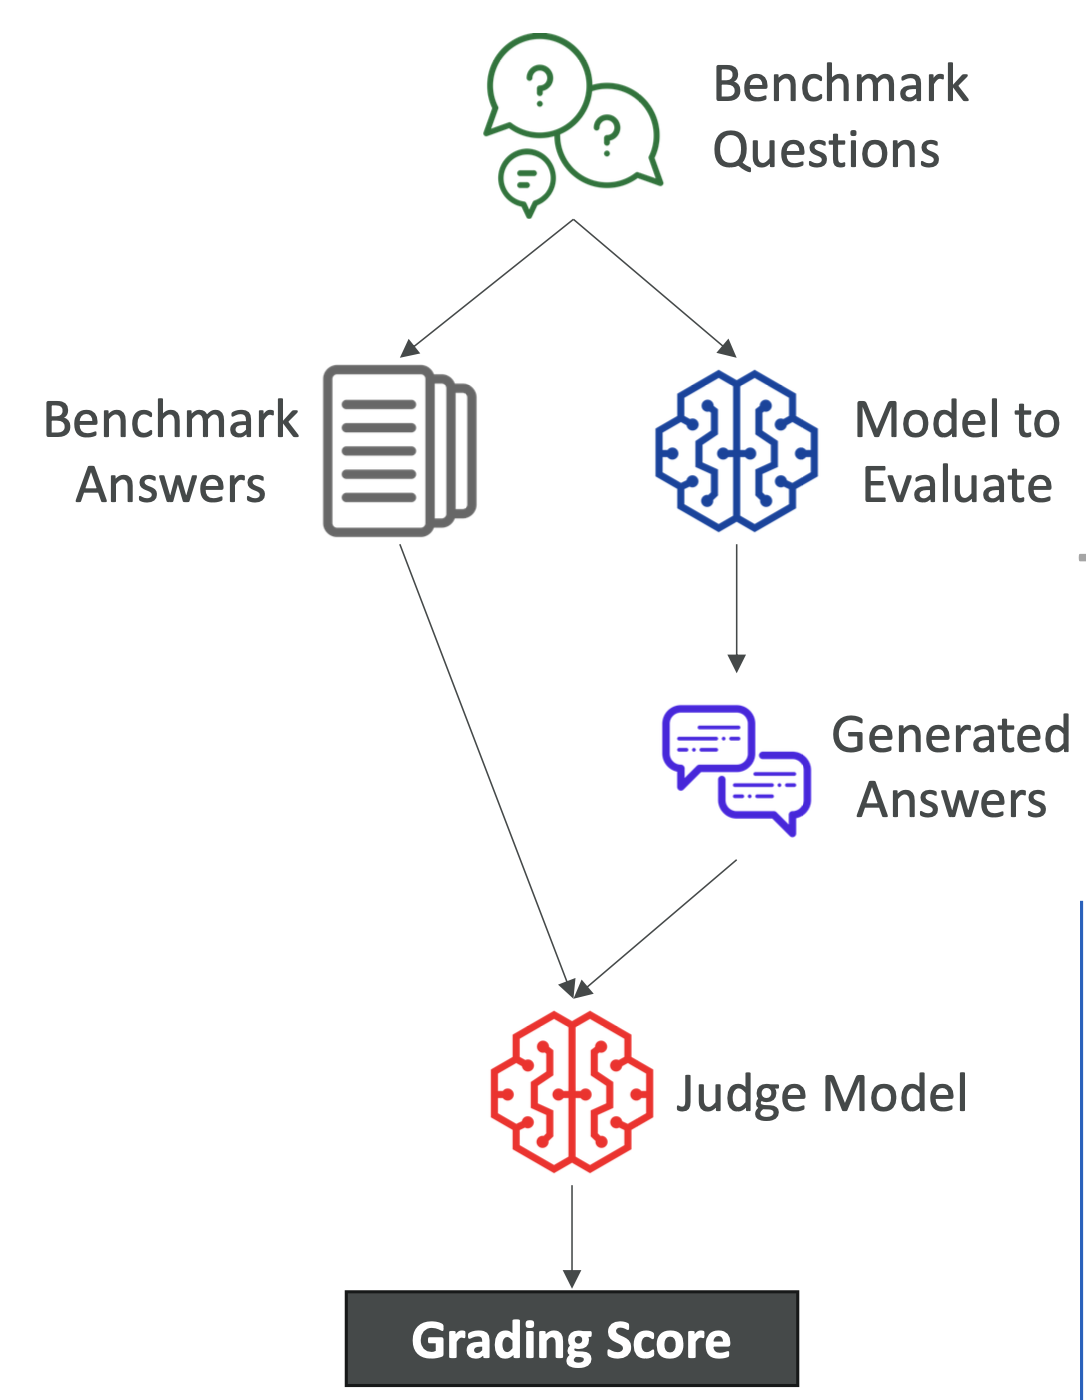 Benchmark
Questions
Benchmark
Answers
Model to
Evaluate
Generated
Answers
Judge Model
Grading Score